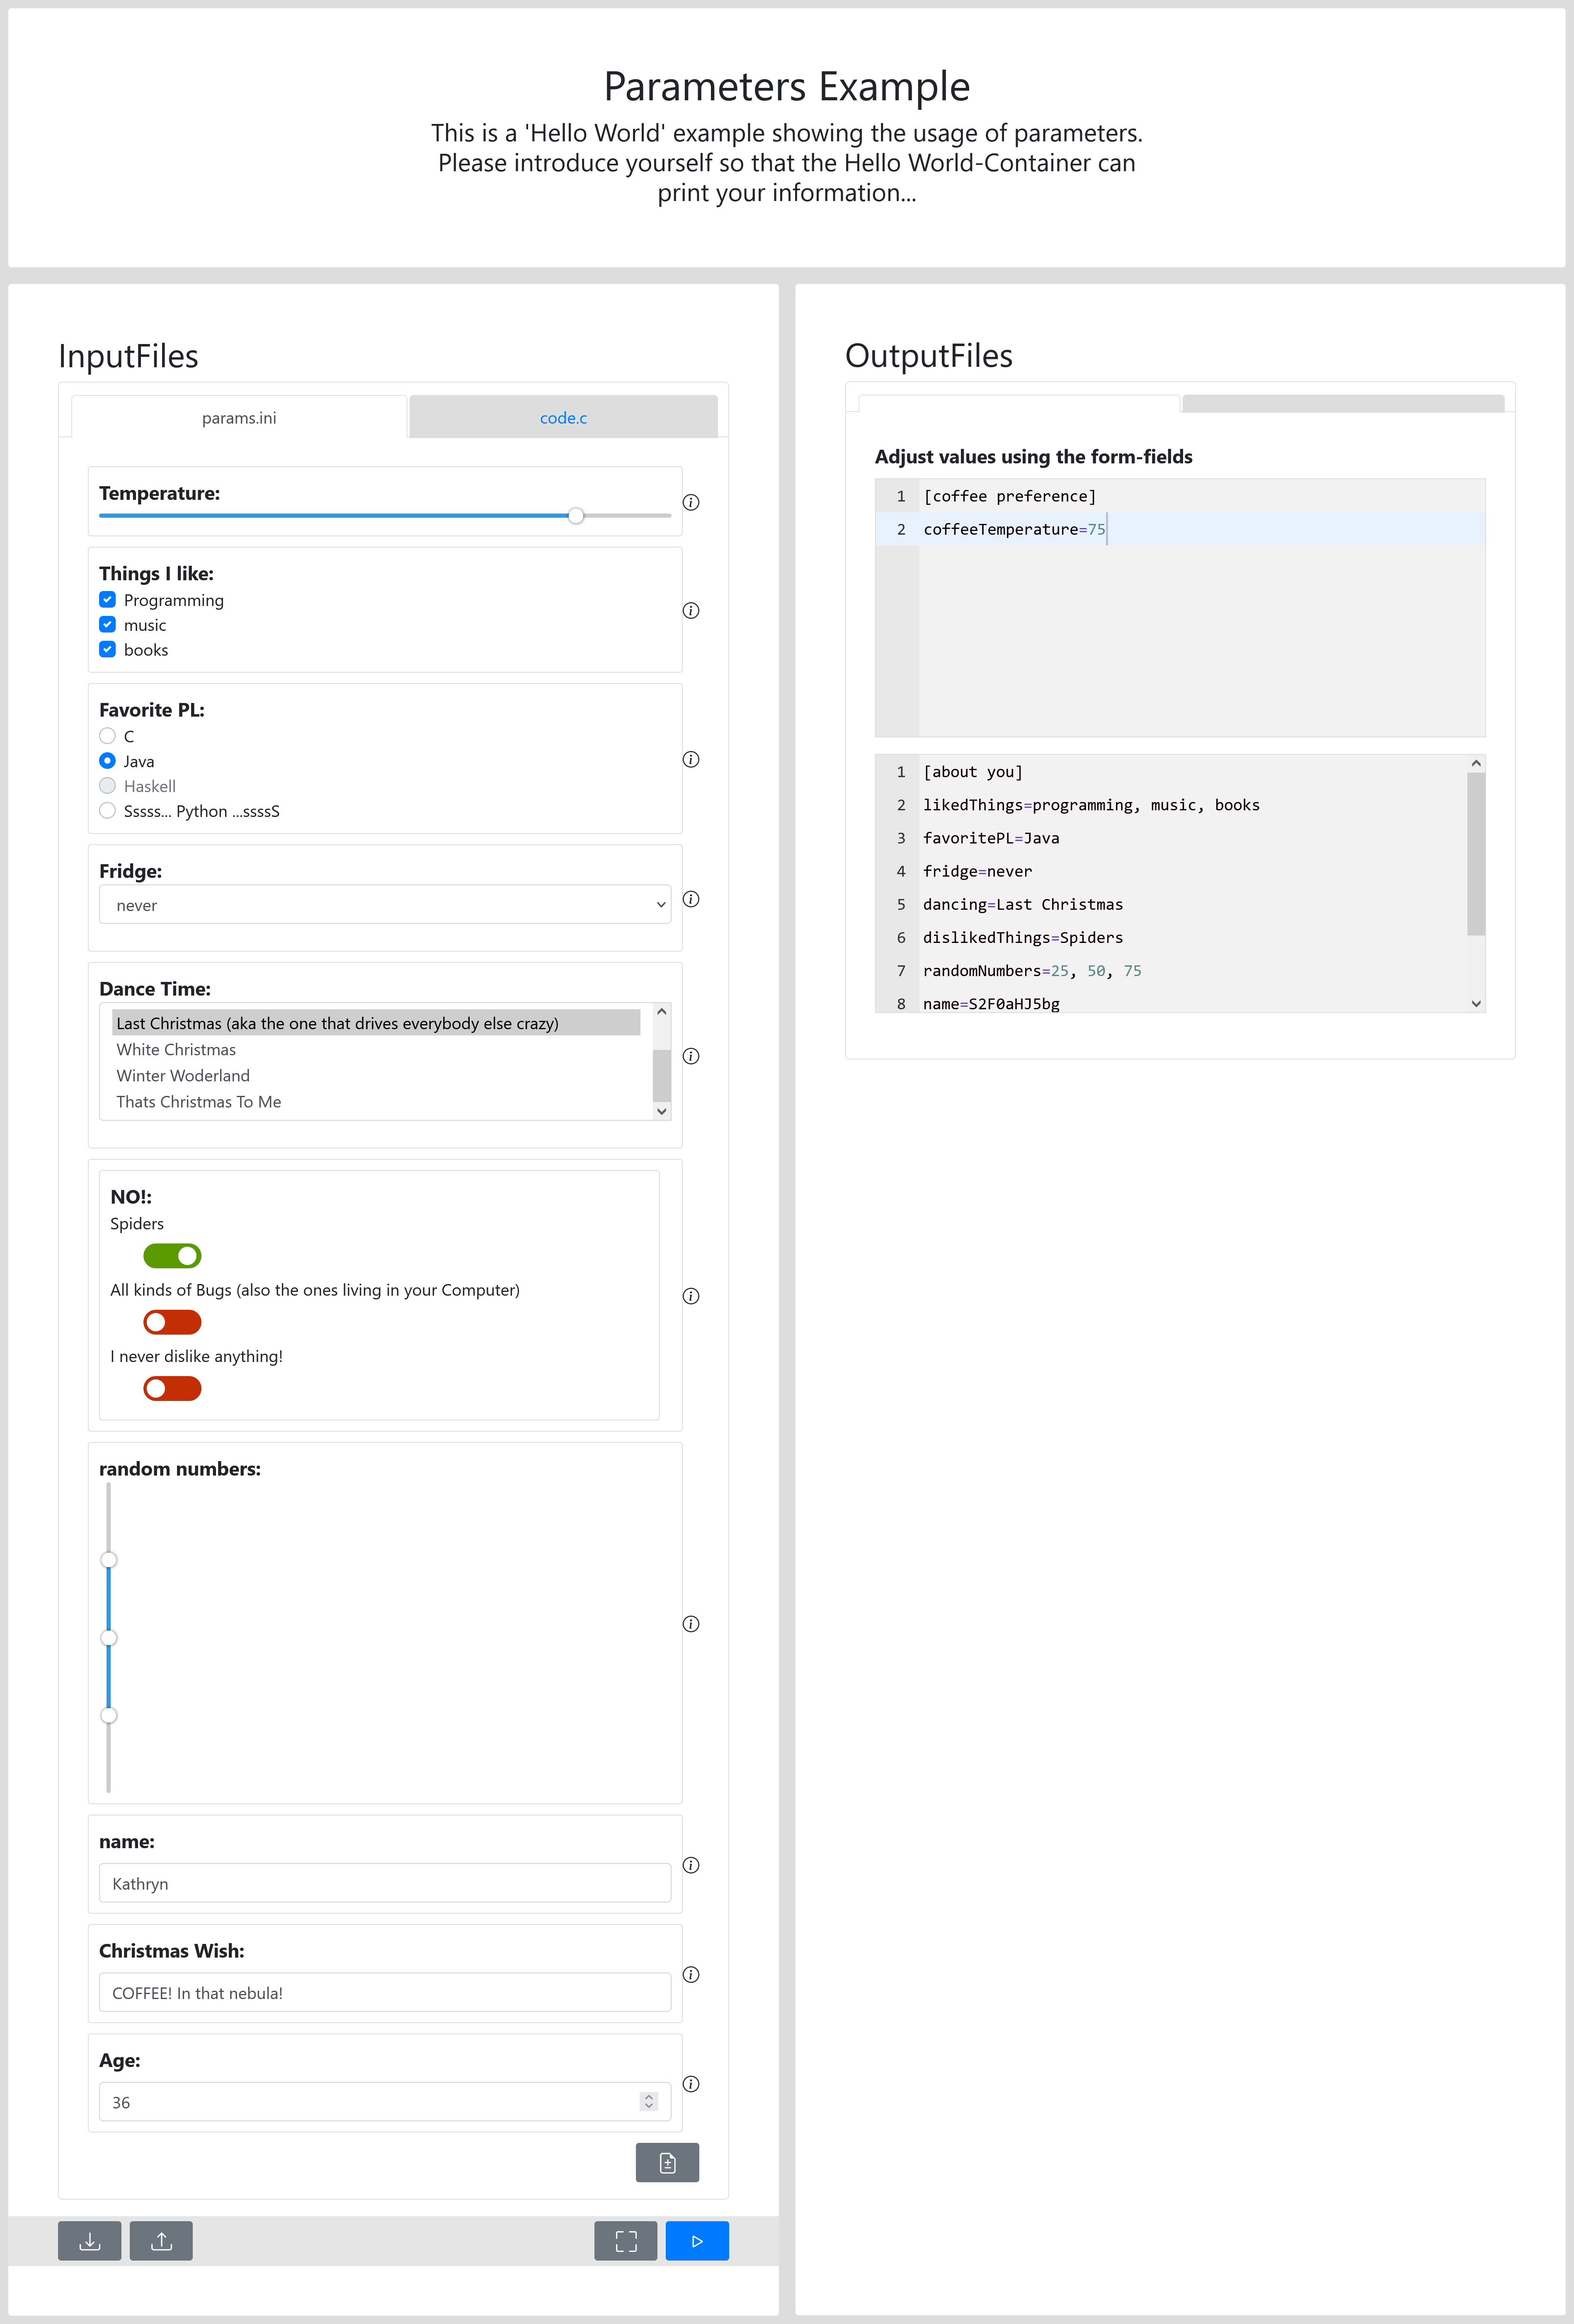 Parameters Example
This is a 'Hello World' example showing the usage of parameters.
Please introduce yourself so that the Hello World-Container can
print your information...
InputFiles
params.ini
code.c
Temperature:
Things I like:
Programming
music
books
Favorite PL:
C
Java
Haskell
Sssss... Python ...ssssS
Fridge:
never
Dance Time:
Last Christmas (aka the one that drives everybody else crazy)
White Christmas
Winter Woderland
Thats Christmas To Me
NO!:
Spiders
All kinds of Bugs (also the ones living in your Computer)
I never dislike anything!
random numbers:
name:
Kathryn
Christmas Wish:
COFFEE! In that nebula!
Age:
36
OutputFiles
Adjust values using the form-fields
1 [coffee preference]
2 coffeeTemperature=75
1 [about you]
2 likedThings=programming, music, books
3 favoritePL=Java
4 fridge=never
5 dancing=Last Christmas
6 dislikedThings=Spiders
7 randomNumbers=25, 50, 75
8 name=S2F0aHJ5bg